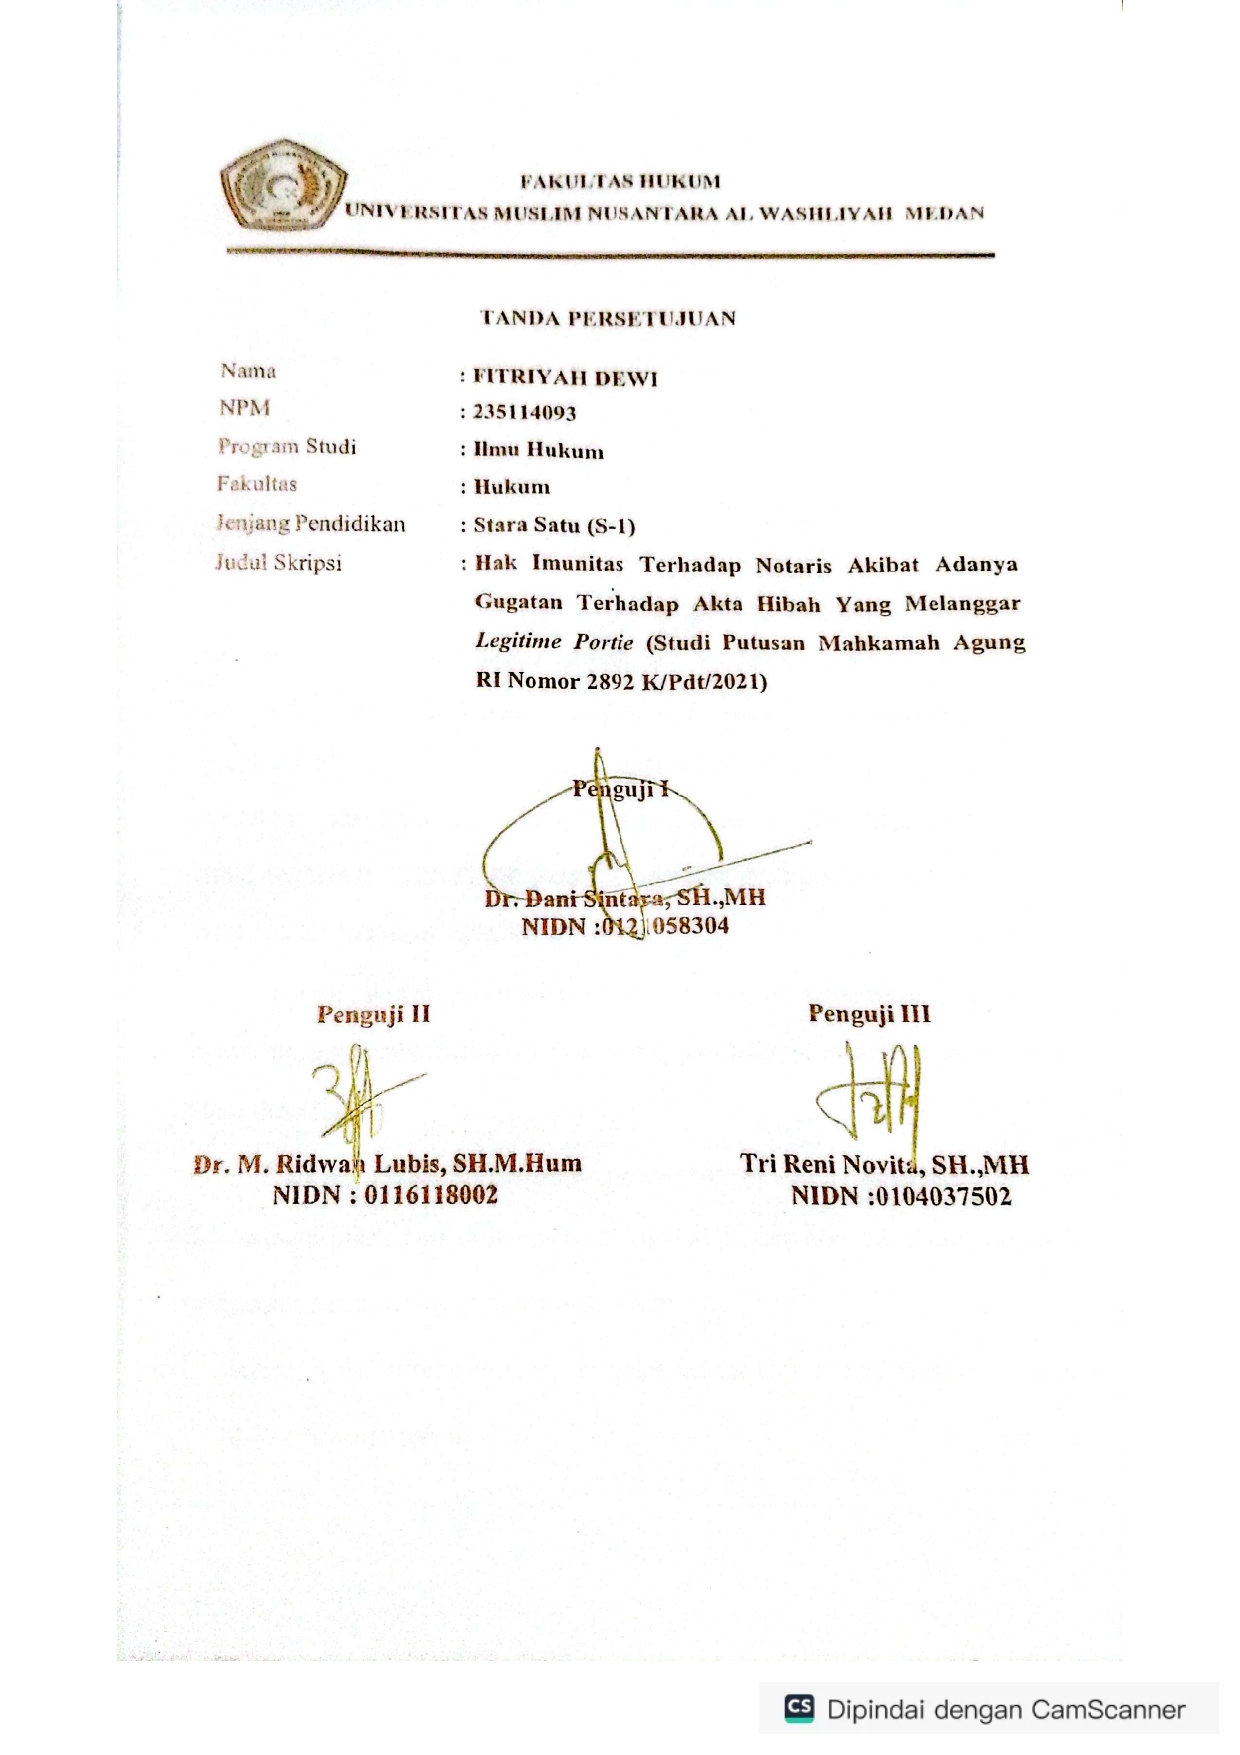 FAKULTAS HUKUM
UNIVERSITAS MUSLIM NUSANTARA AL WASHLIYAH MEDAN
TANDA PERSETUJUAN
Nama : FITRIYAH DEWI
NPM : 235114093
Program Studi : Ilmu Hukum
Fakultas : Hukum
Jenjang Pendidikan : Stara Satu (S-1)
Judul Skripsi : Hak Imunitas Terhadap Notaris Akibat Adanya
Gugatan Terhadap Akta Hibah Yang Melanggar
Legitime Portie (Studi Putusan Mahkamah Agung
RI Nomor 2892 K/Pdt/2021)
Penguji I
Dr. Dani Sintara, SH.,MH
NIDN :0121058304
Penguji II
Dr. M. Ridwan Lubis, SH.M.Hum
NIDN : 0116118002
Penguji III
Tri Reni Novita, SH.,MH
NIDN :0104037502
CS Dipindai dengan CamScanner